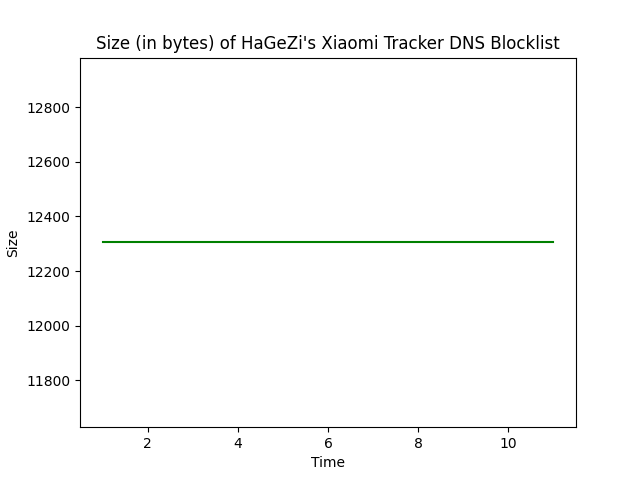 Size (in bytes) of HaGeZi's Xiaomi Tracker DNS Blocklist
12800
12600
12400
12200
12000
11800
Size
2 4 6 8 10
Time